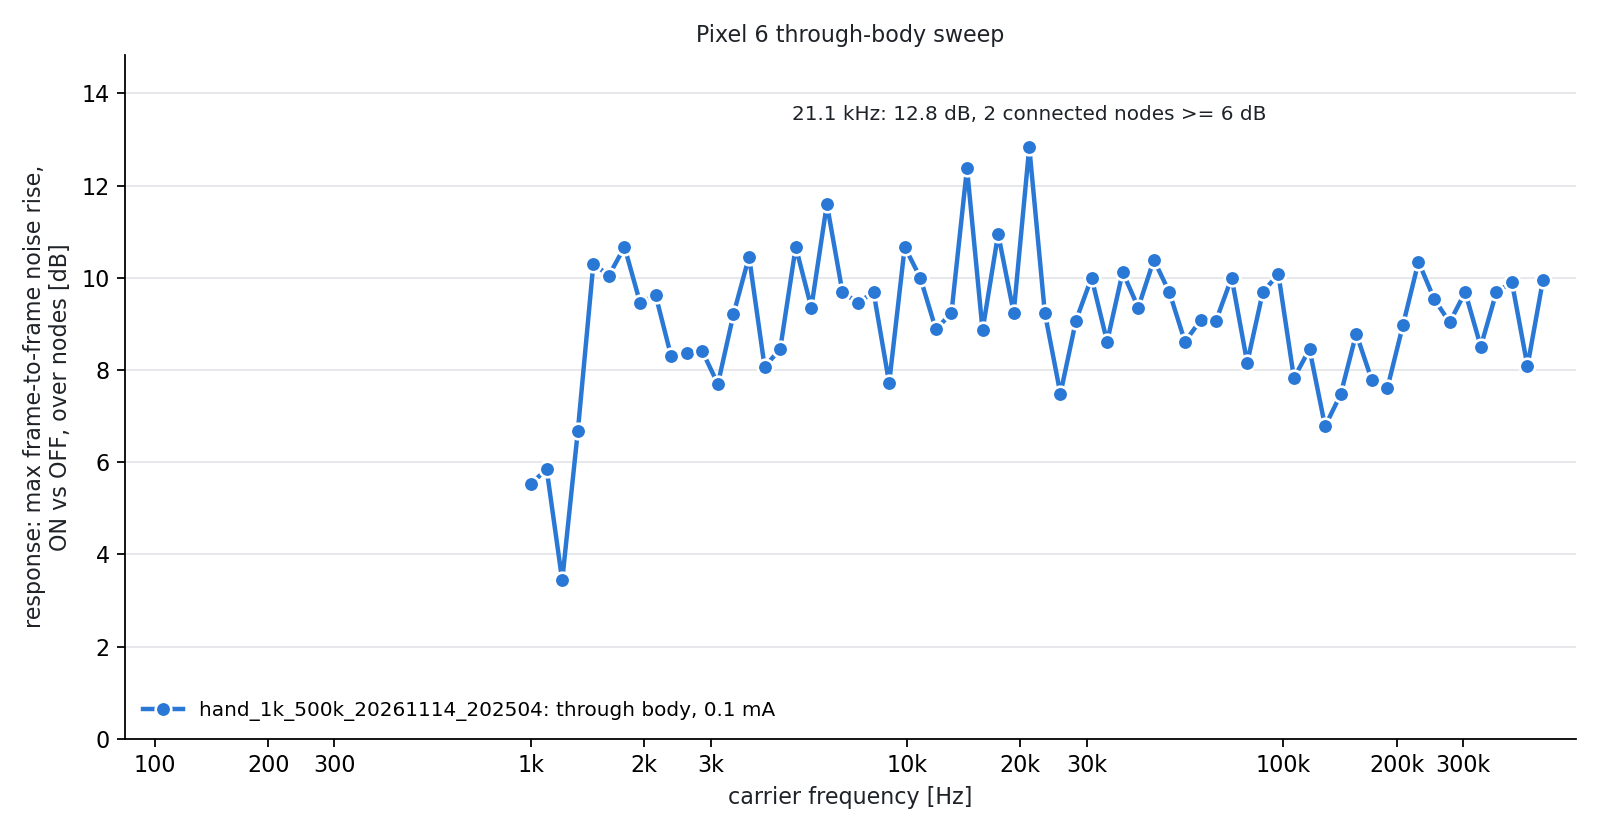 Pixel 6 through-body sweep
21.1 kHz: 12.8 dB, 2 connected nodes >= 6 dB
response: max frame-to-frame noise rise,
ON vs OFF, over nodes [dB]
14
12
10
8
6
4
2
0
hand_1k_500k_20261114_202504: through body, 0.1 mA
100 200 300 1k 2k 3k 10k 20k 30k 100k 200k 300k
carrier frequency [Hz]